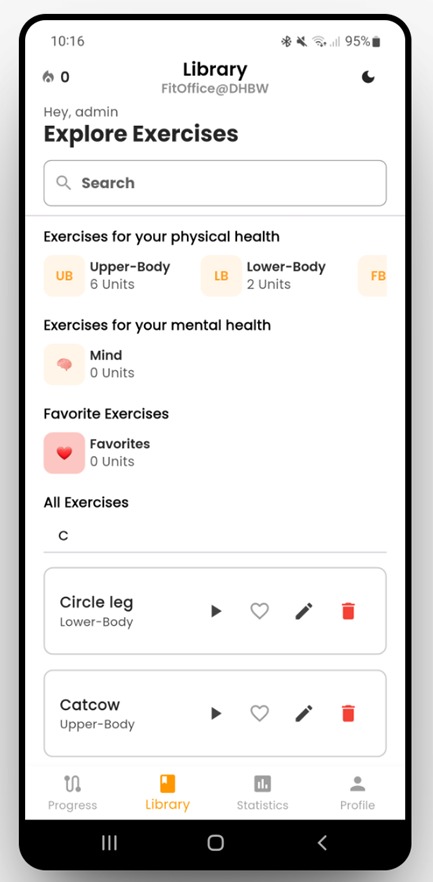 10:16
95%
0
Library
FitOffice@DHBW
Hey, admin
Explore Exercises
Search
Exercises for your physical health
UB
Upper-Body
6 Units
LB
Lower-Body
2 Units
FB
Exercises for your mental health
Mind
0 Units
Favorite Exercises
Favorites
0 Units
All Exercises
C
Circle leg
Lower-Body
Catcow
Upper-Body
Progress
Library
Statistics
Profile